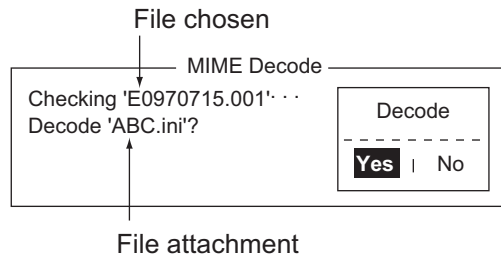 File chosen
MIME Decode
Checking 'E0970715.001'· · ·
Decode 'ABC.ini'?
Decode
Yes | No
File attachment